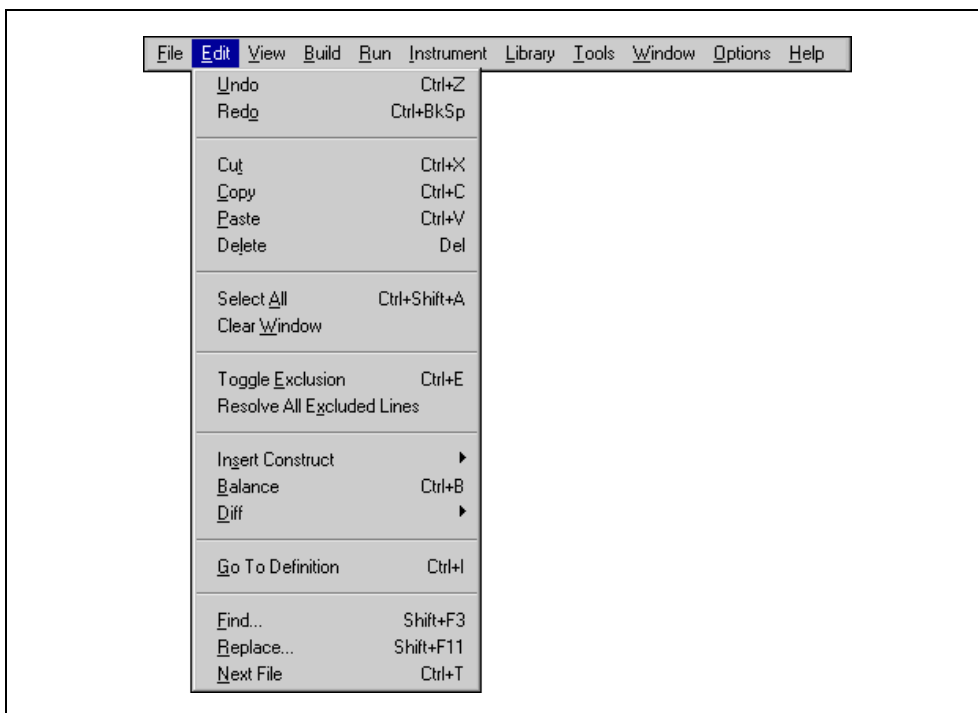 File Edit View Build Run Instrument Library Tools Window Options Help
Undo Ctrl+Z
Redo Ctrl+BkSp
Cut Ctrl+X
Copy Ctrl+C
Paste Ctrl+V
Delete Del
Select All Ctrl+Shift+A
Clear Window
Toggle Exclusion Ctrl+E
Resolve All Excluded Lines
Insert Construct
Balance Ctrl+B
Diff
Go To Definition Ctrl+I
Find... Shift+F3
Replace... Shift+F11
Next File Ctrl+T